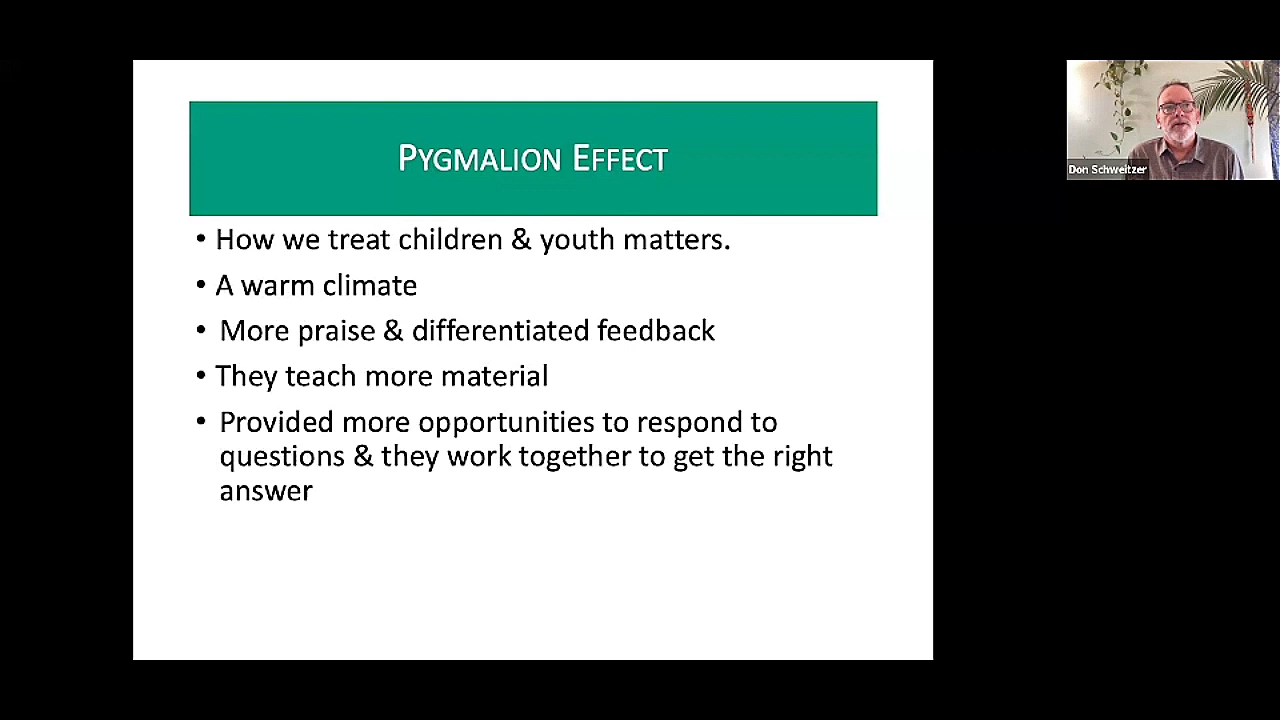 PYGMALION EFFECT
• How we treat children & youth matters.
• A warm climate
• More praise & differentiated feedback
• They teach more material
• Provided more opportunities to respond to
questions & they work together to get the right
answer
Don Schweitzer